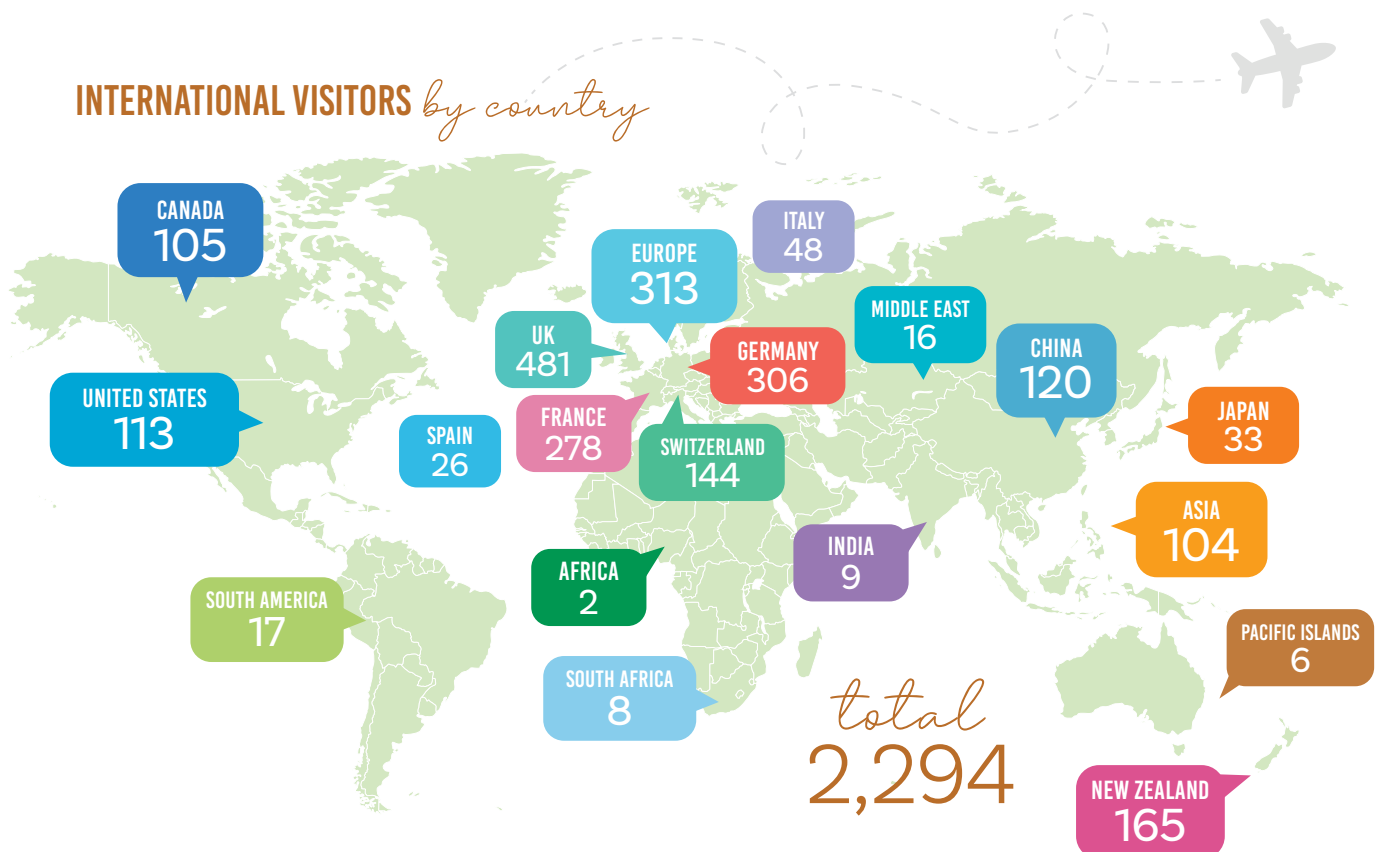 INTERNATIONAL VISITORS by country
CANADA
105
ITALY
48
EUROPE
313
MIDDLE EAST
16
UK
481
GERMANY
306
CHINA
120
UNITED STATES
113
SPAIN
26
FRANCE
278
SWITZERLAND
144
JAPAN
33
ASIA
104
INDIA
9
AFRICA
2
SOUTH AMERICA
17
PACIFIC ISLANDS
6
SOUTH AFRICA
8
total
2,294
NEW ZEALAND
165